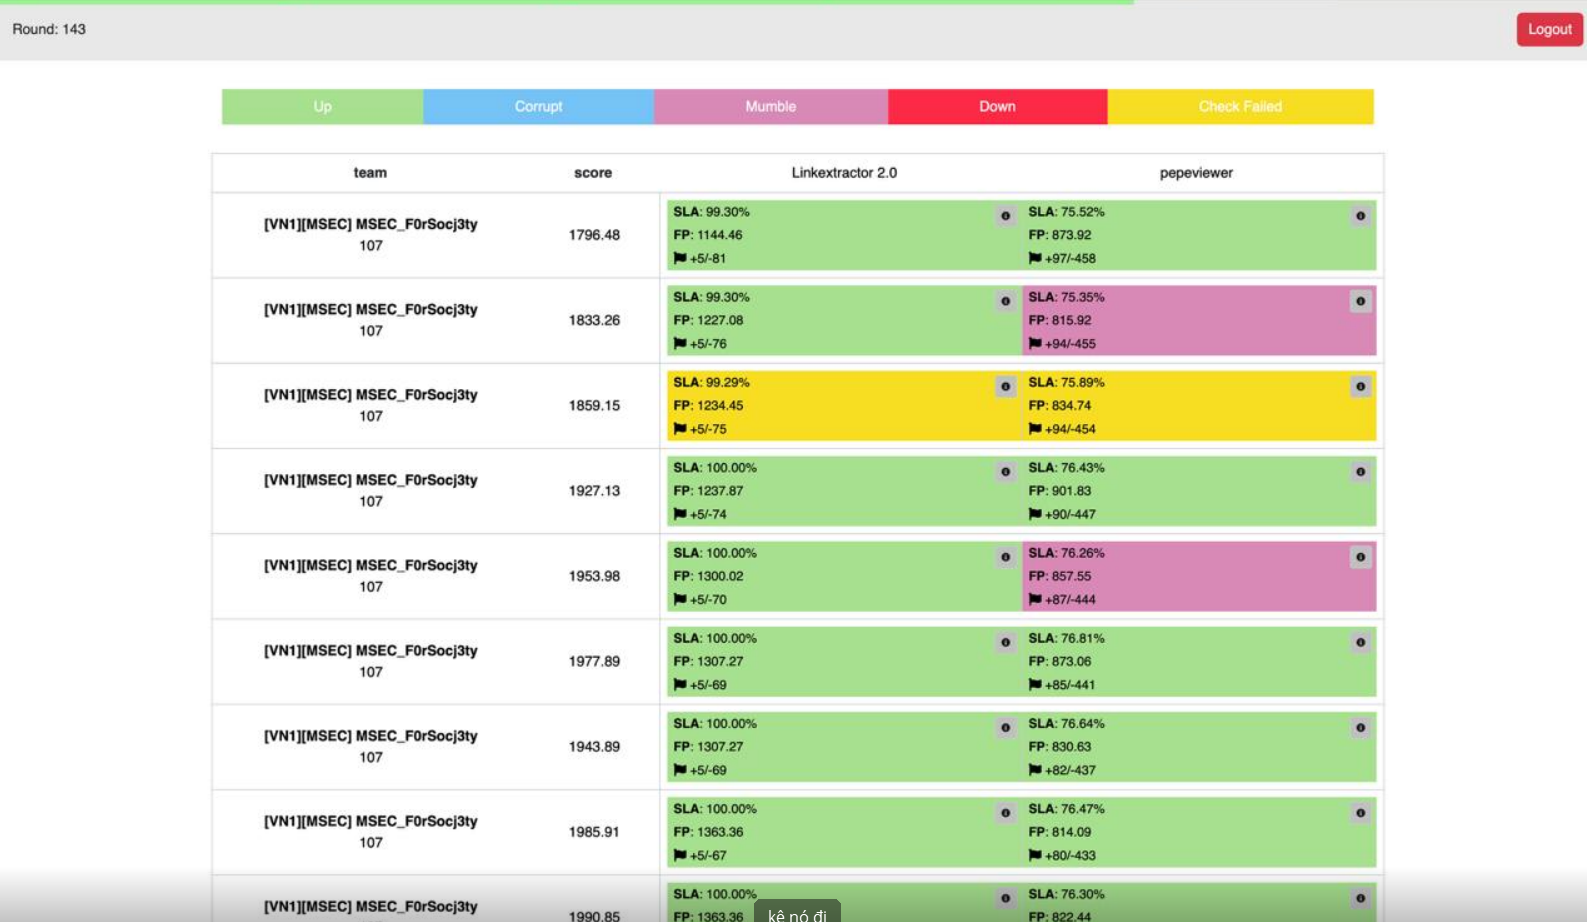 Round: 143
Logout
Up Corrupt Mumble Down Check Failed
team score Linkextractor 2.0 pepeviewer
[VN1][MSEC] MSEC_F0rSocj3ty
107
1796.48
SLA: 99.30%
FP: 1144.46
+5/-81
SLA: 75.52%
FP: 873.92
+97/-458
[VN1][MSEC] MSEC_F0rSocj3ty
107
1833.26
SLA: 99.30%
FP: 1227.08
+5/-76
SLA: 75.35%
FP: 815.92
+94/-455
[VN1][MSEC] MSEC_F0rSocj3ty
107
1859.15
SLA: 99.29%
FP: 1234.45
+5/-75
SLA: 75.89%
FP: 834.74
+94/-454
[VN1][MSEC] MSEC_F0rSocj3ty
107
1927.13
SLA: 100.00%
FP: 1237.87
+5/-74
SLA: 76.43%
FP: 901.83
+90/-447
[VN1][MSEC] MSEC_F0rSocj3ty
107
1953.98
SLA: 100.00%
FP: 1300.02
+5/-70
SLA: 76.26%
FP: 857.55
+87/-444
[VN1][MSEC] MSEC_F0rSocj3ty
107
1977.89
SLA: 100.00%
FP: 1307.27
+5/-69
SLA: 76.81%
FP: 873.06
+85/-441
[VN1][MSEC] MSEC_F0rSocj3ty
107
1943.89
SLA: 100.00%
FP: 1307.27
+5/-69
SLA: 76.64%
FP: 830.63
+82/-437
[VN1][MSEC] MSEC_F0rSocj3ty
107
1985.91
SLA: 100.00%
FP: 1363.36
+5/-67
SLA: 76.47%
FP: 814.09
+80/-433
[VN1][MSEC] MSEC_F0rSocj3ty
1990.85
SLA: 100.00%
FP: 1363.36
SLA: 76.30%
FP: 822.44
kê nó đi